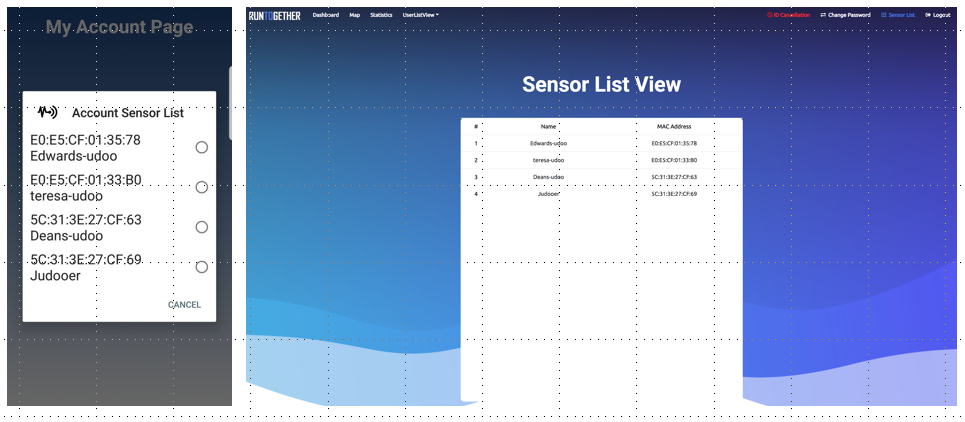 My Account Page
Account Sensor List
E0:E5:CF:01:35:78
Edwards-udoo
E0:E5:CF:01:33:B0
teresa-udoo
5C:31:3E:27:CF:63
Deans-udoo
5C:31:3E:27:CF:69
Judooer
CANCEL
RUNTOGETHER Dashboard Map Statistics UserListView ID Cancellation Change Password Sensor List Logout
Sensor List View
# Name MAC Address
1 Edwards-udoo E0:E5:CF:01:35:78
2 teresa-udoo E0:E5:CF:01:33:B0
3 Deans-udoo 5C:31:3E:27:CF:63
4 Judooer 5C:31:3E:27:CF:69